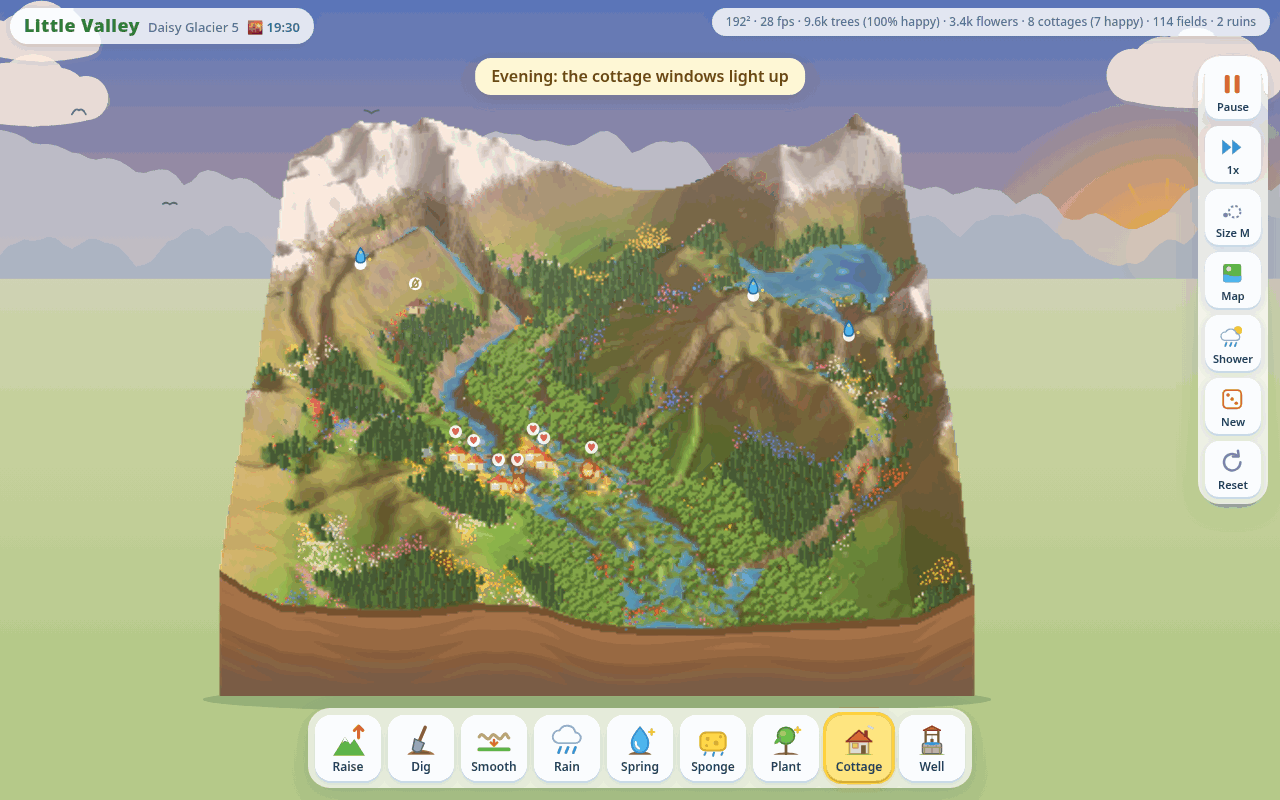 Little Valley Daisy Glacier 5 19:30
192² · 28 fps · 9.6k trees (100% happy) · 3.4k flowers · 8 cottages (7 happy) · 114 fields · 2 ruins
Evening: the cottage windows light up
Pause
1x
Size M
Map
Shower
New
Reset
Raise
Dig
Smooth
Rain
Spring
Sponge
Plant
Cottage
Well